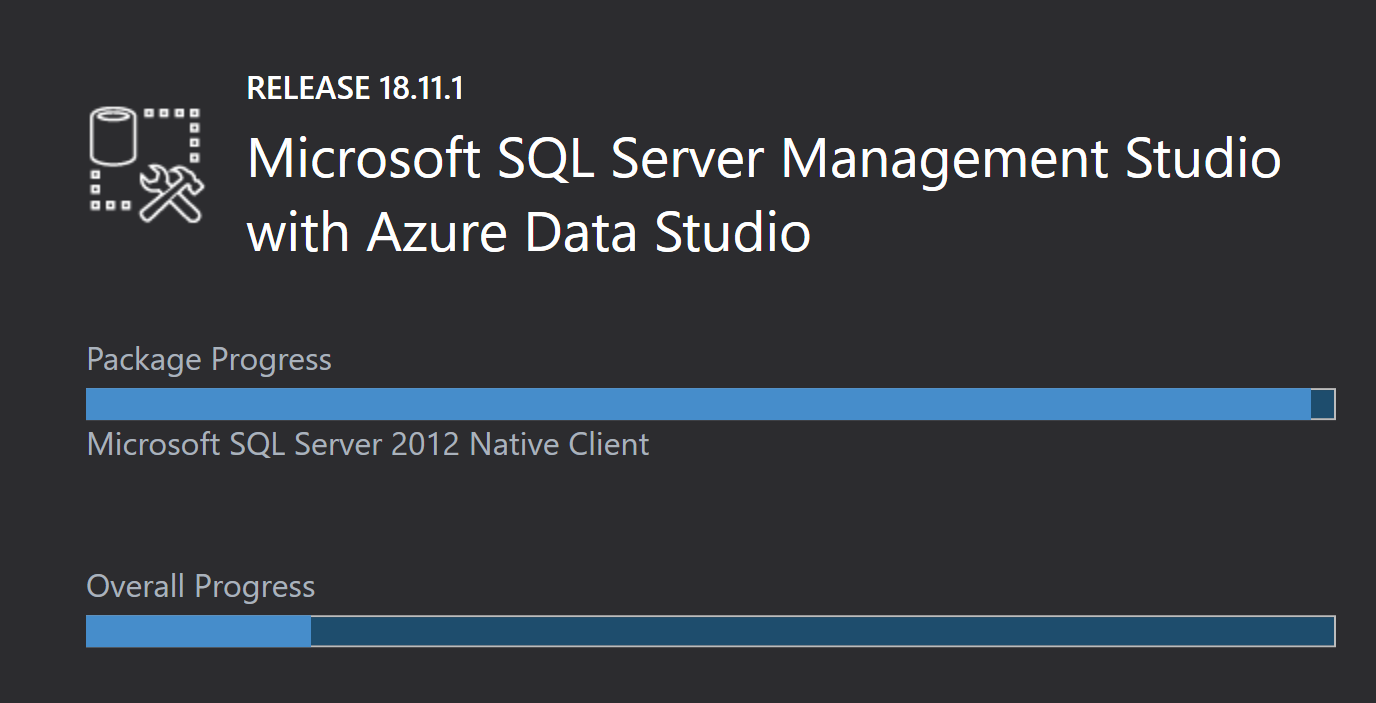 RELEASE 18.11.1
Microsoft SQL Server Management Studio
with Azure Data Studio
Package Progress
Microsoft SQL Server 2012 Native Client
Overall Progress